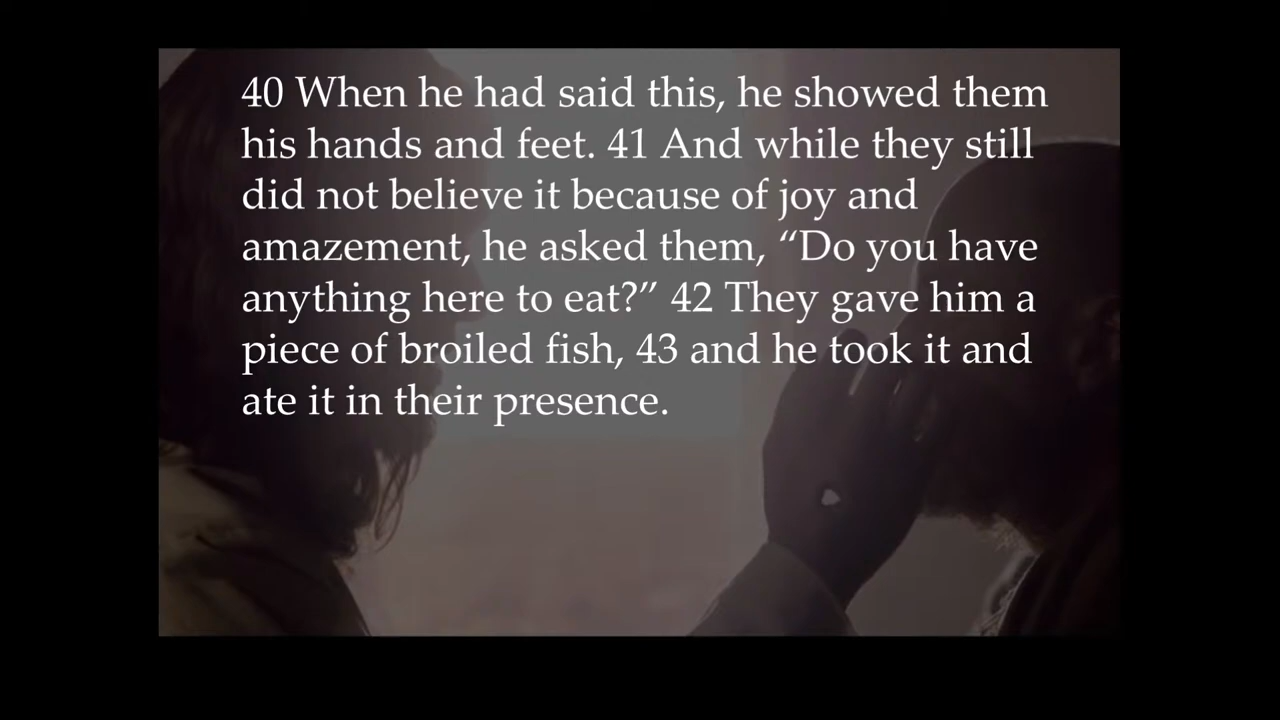 40 When he had said this, he showed them
his hands and feet. 41 And while they still
did not believe it because of joy and
amazement, he asked them, “Do you have
anything here to eat?” 42 They gave him a
piece of broiled fish, 43 and he took it and
ate it in their presence.